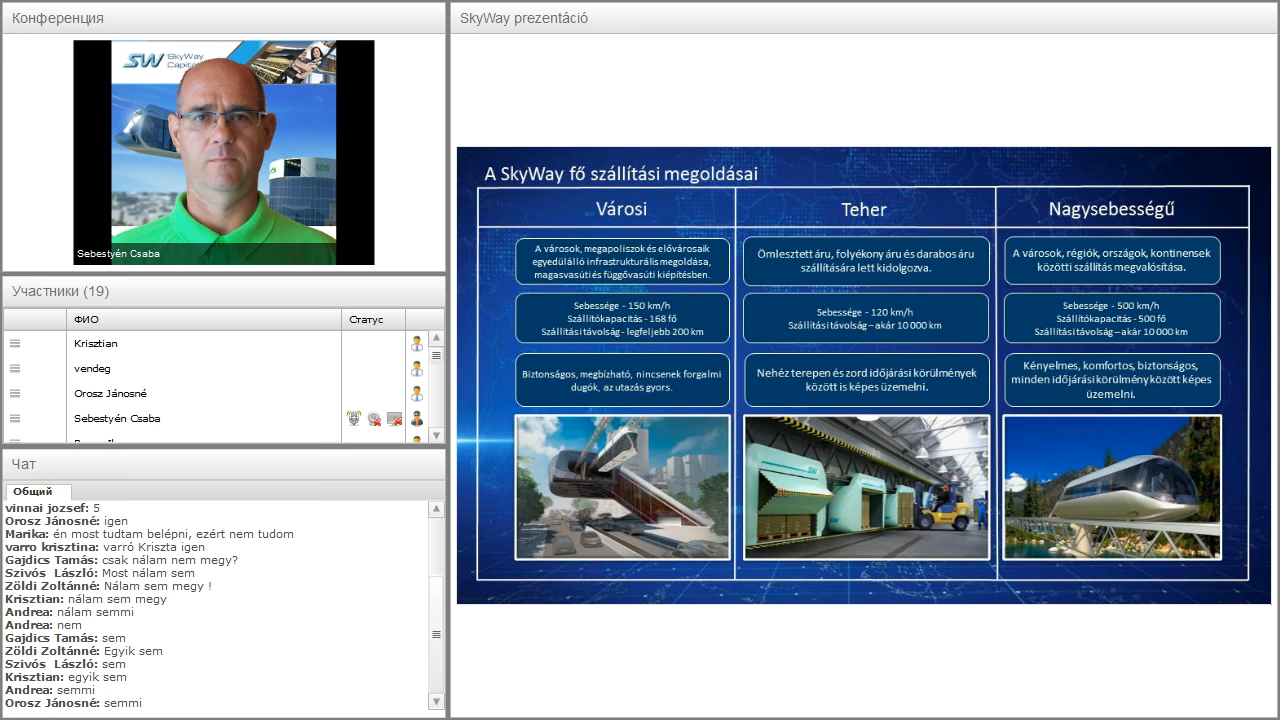 Конференция
SW SkyWay
Capital
Sebestyén Csaba
Участники (19)
ФИО
Статус
Krisztian
vendeg
Orosz Jánosné
Sebestyén Csaba
Чат
Общий
vinnai jozsef: 5
Orosz Jánosné: igen
Marika: én most tudtam belépni, ezért nem tudom
varro krisztina: varró Kriszta igen
Gajdics Tamás: csak nálam nem megy?
Szivós László: Most nálam sem
Zöldi Zoltánné: Nálam sem megy !
Krisztian: nálam sem megy
Andrea: nálam semmi
Andrea: nem
Gajdics Tamás: sem
Zöldi Zoltánné: Egyik sem
Szivós László: sem
Krisztian: egyik sem
Andrea: semmi
Orosz Jánosné: semmi
SkyWay prezentáció
A SkyWay fő szállítási megoldásai
Városi
A városok, megapoliszok és elővárosaik
egyedülálló infrastrukturális megoldása,
magasvasúti és függővasúti kiépítésben.
Sebessége - 150 km/h
Szállítókapacitás - 168 fő
Szállítási távolság - legfeljebb 200 km
Biztonságos, megbízható, nincsenek forgalmi
dugók, az utazás gyors.
Teher
Ömlesztett áru, folyékony áru és darabos áru
szállítására lett kidolgozva.
Sebessége - 120 km/h
Szállítási távolság – akár 10 000 km
Nehéz terepen és zord időjárási körülmények
között is képes üzemelni.
Nagysebességű
A városok, régiók, országok, kontinensek
közötti szállítás megvalósítása.
Sebessége - 500 km/h
Szállítókapacitás - 500 fő
Szállítási távolság – akár 10 000 km
Kényelmes, komfortos, biztonságos,
minden időjárási körülmény között képes
üzemelni.